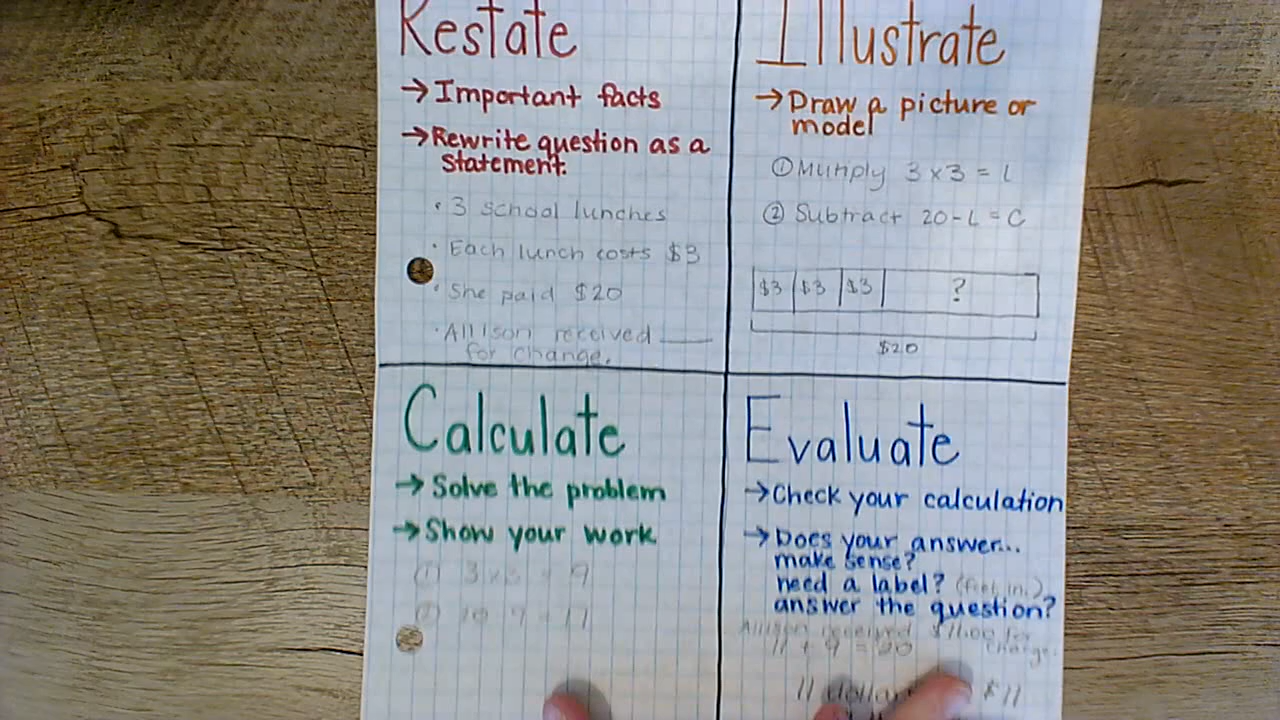 Restate
→ Important facts
→ Rewrite question as a
statement.
• 3 school lunches
• Each lunch costs $3
• She paid $20
• Allison received ____
for change.
Illustrate
→ Draw a picture or
model
① Multiply 3 x 3 = L
② Subtract 20 - L = C
$3 $3 $3 ?
$20
Calculate
→ Solve the problem
→ Show your work
① 3 x 3 = 9
② 20 - 9 = 11
Evaluate
→ Check your calculation
→ Does your answer...
make sense?
need a label? (feet, in.)
answer the question?
Allison received $11.00 for
change.
11 + 9 = 20
11 dollars $11